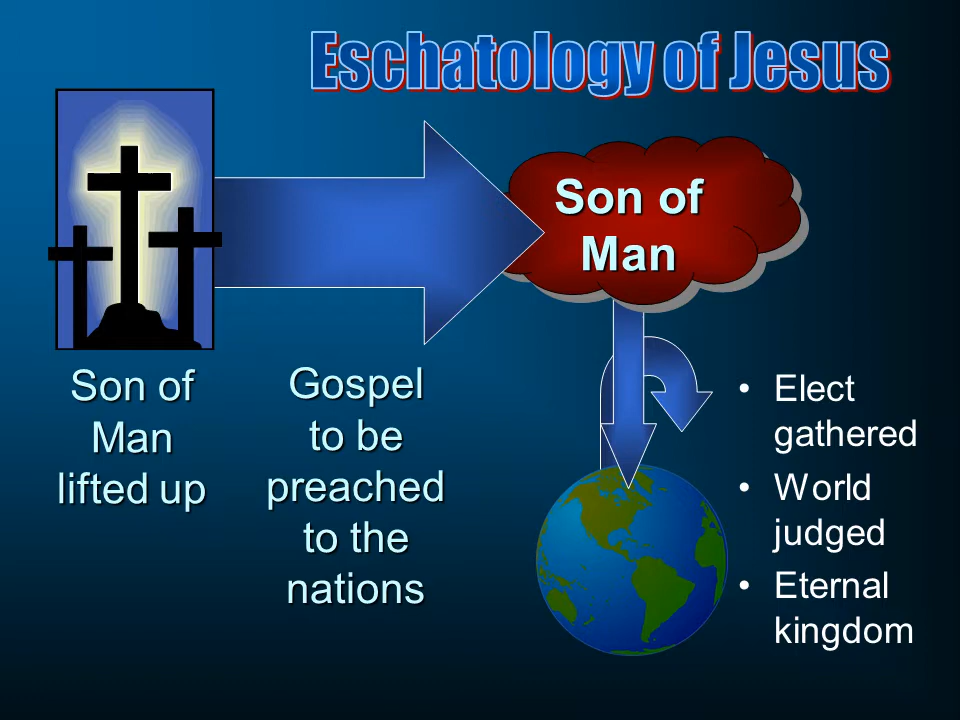 Eschatology of Jesus
Son of
Man
Son of
Man
lifted up
Gospel
to be
preached
to the
nations
• Elect
gathered
• World
judged
• Eternal
kingdom